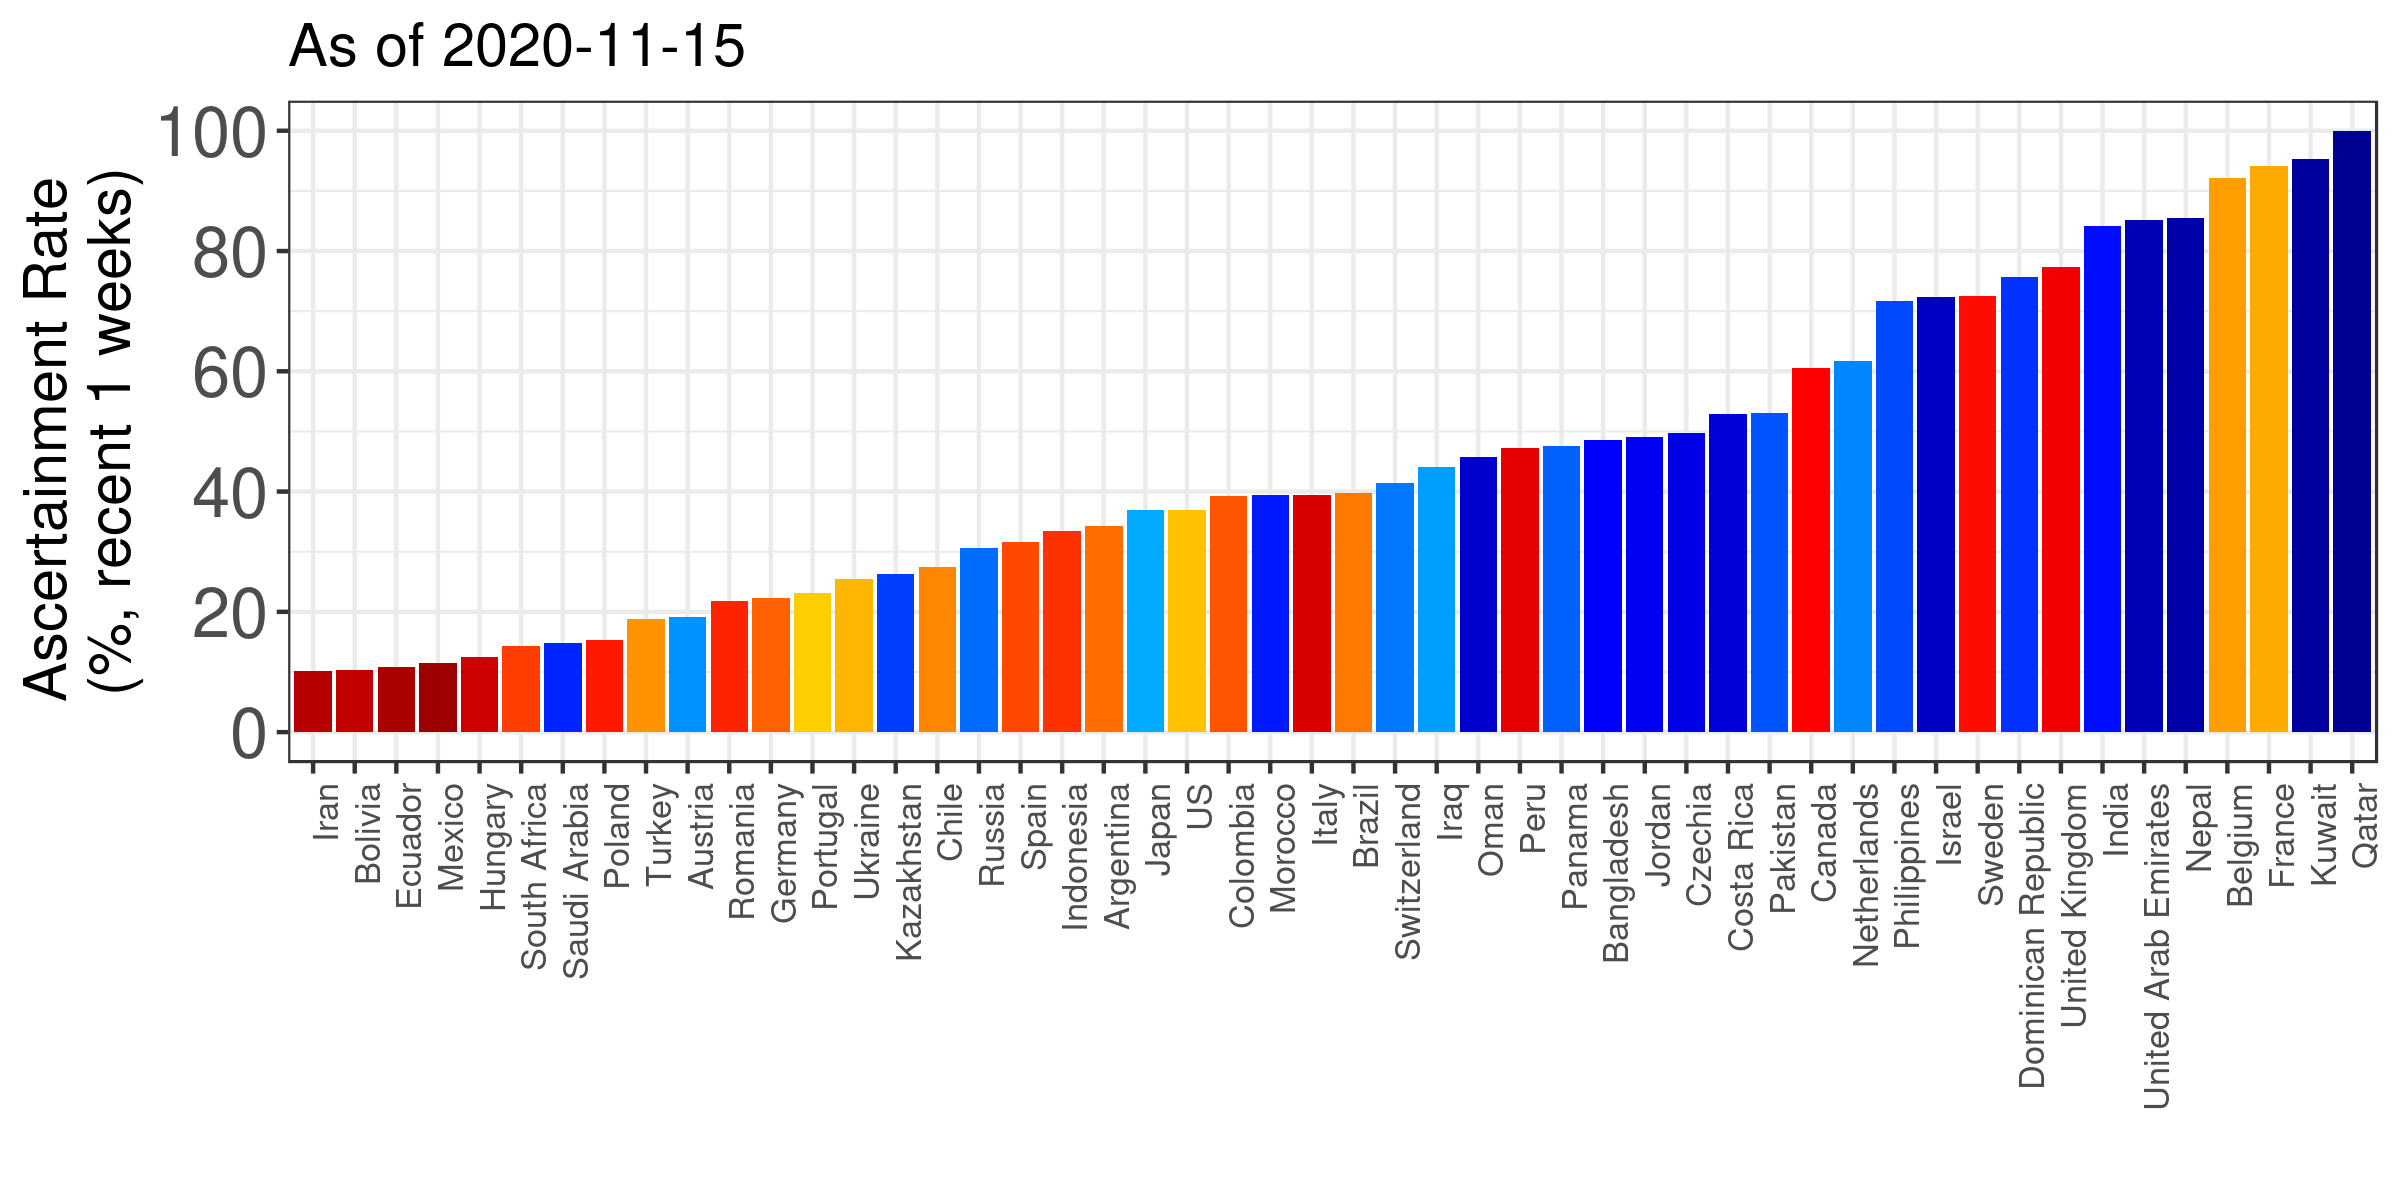 As of 2020-11-15
Ascertainment Rate
(%, recent 1 weeks)
100
80
60
40
20
0
Iran
Bolivia
Ecuador
Mexico
Hungary
South Africa
Saudi Arabia
Poland
Turkey
Austria
Romania
Germany
Portugal
Ukraine
Kazakhstan
Chile
Russia
Spain
Indonesia
Argentina
Japan
US
Colombia
Morocco
Italy
Brazil
Switzerland
Iraq
Oman
Peru
Panama
Bangladesh
Jordan
Czechia
Costa Rica
Pakistan
Canada
Netherlands
Philippines
Israel
Sweden
Dominican Republic
United Kingdom
India
United Arab Emirates
Nepal
Belgium
France
Kuwait
Qatar